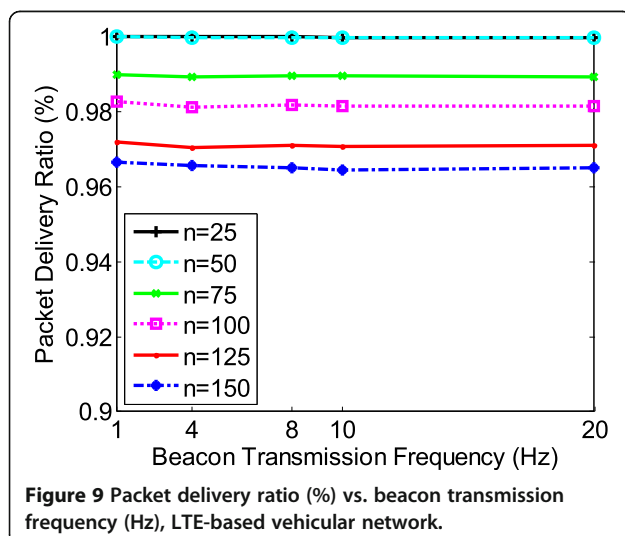 Packet Delivery Ratio (%)
1
0.98
0.96
0.94
0.92
0.9
n=25
n=50
n=75
n=100
n=125
n=150
1 4 8 10 20
Beacon Transmission Frequency (Hz)
Figure 9 Packet delivery ratio (%) vs. beacon transmission
frequency (Hz), LTE-based vehicular network.